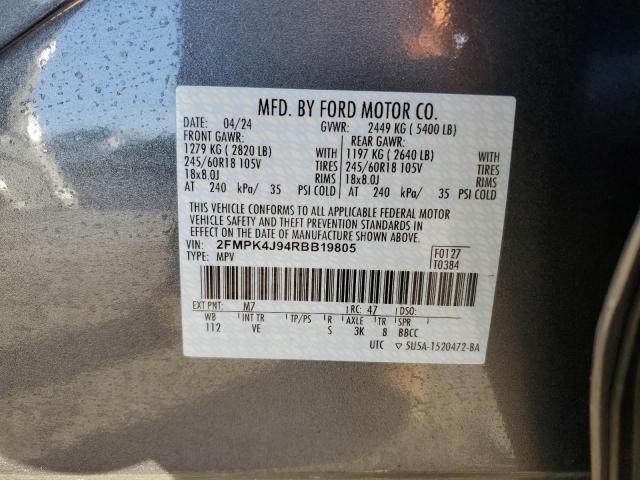 MFD. BY FORD MOTOR CO.
DATE: 04/24 GVWR: 2449 KG ( 5400 LB)
FRONT GAWR: REAR GAWR:
1279 KG ( 2820 LB) WITH 1197 KG ( 2640 LB) WITH
245/60R18 105V TIRES 245/60R18 105V TIRES
18x8.0J RIMS 18x8.0J RIMS
AT 240 kPa/ 35 PSI COLD AT 240 kPa/ 35 PSI COLD
THIS VEHICLE CONFORMS TO ALL APPLICABLE FEDERAL MOTOR
VEHICLE SAFETY AND THEFT PREVENTION STANDARDS IN
EFFECT ON THE DATE OF MANUFACTURE SHOWN ABOVE.
VIN: 2FMPK4J94RBB19805 F0127
TYPE: MPV T0384
EXT PNT: M7 RC: 47 DSO:
WB INT TR TP/PS R AXLE TR SPR
112 VE S 3K 8 BBCC
UTC ▽5U5A-1520472-BA